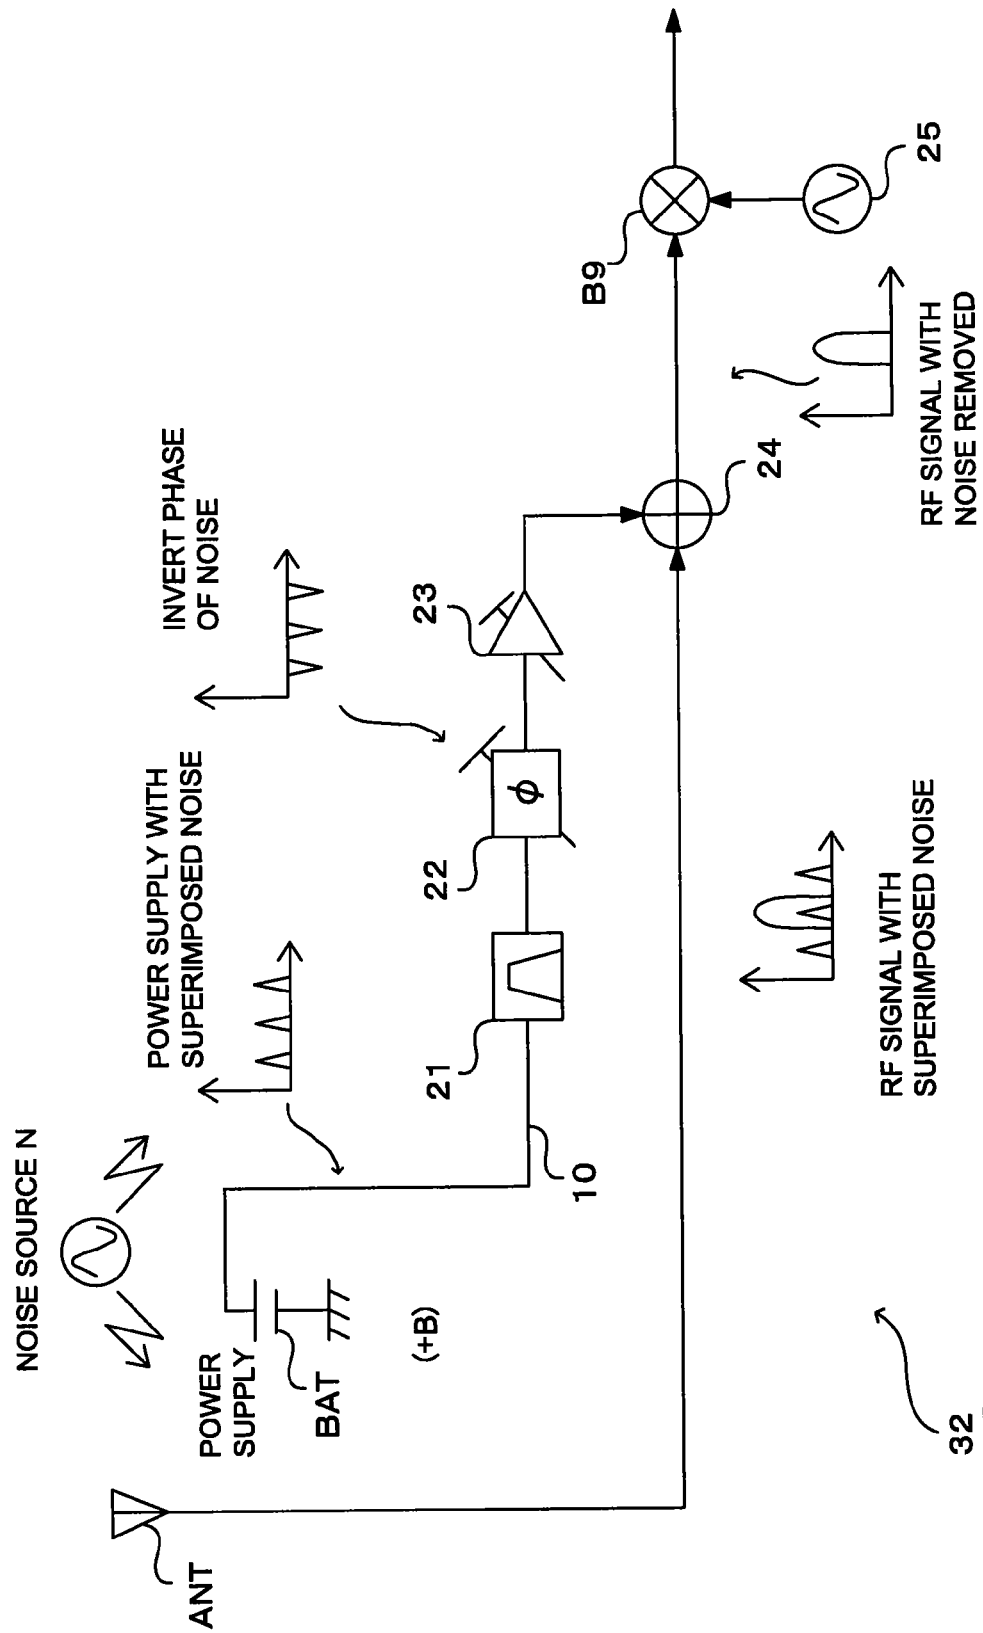 NOISE SOURCE N
POWER SUPPLY WITH
SUPERIMPOSED NOISE
INVERT PHASE
OF NOISE
ANT
POWER
SUPPLY
BAT
(+B)
10
21
22
ϕ
23
24
B9
25
RF SIGNAL WITH
SUPERIMPOSED NOISE
RF SIGNAL WITH
NOISE REMOVED
32